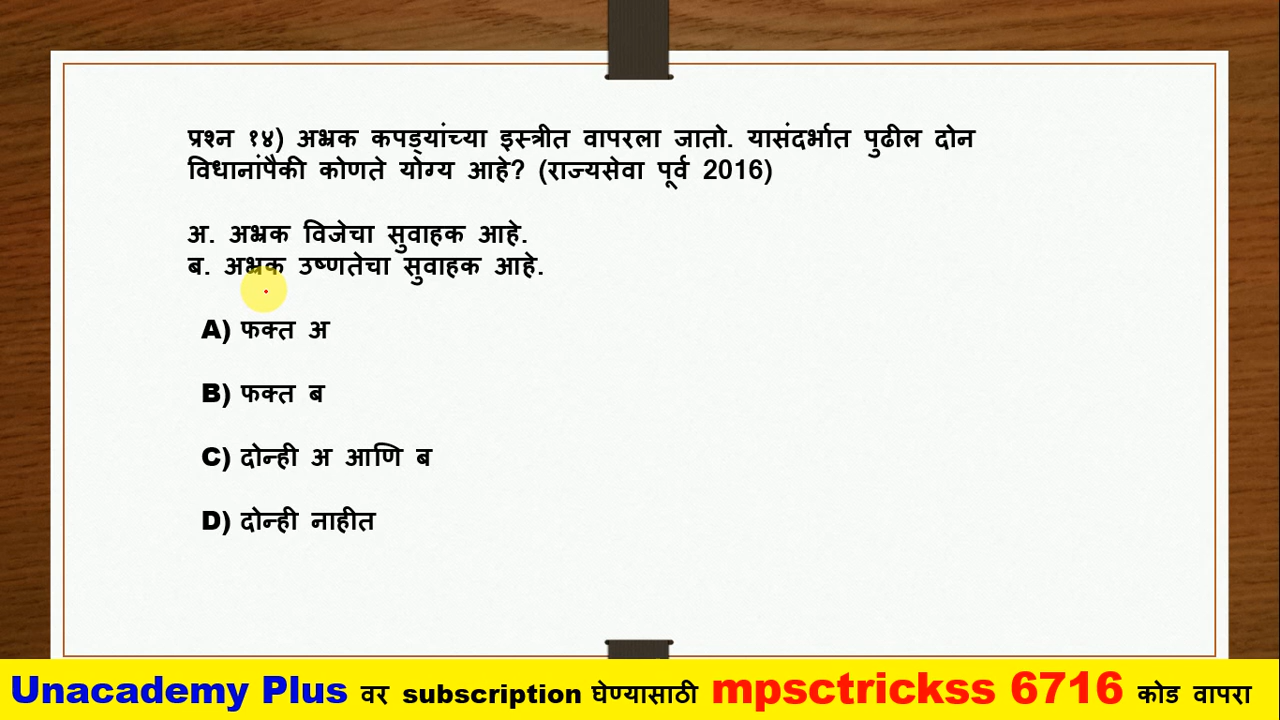 प्रश्न १४) अभ्रक कपड्यांच्या इस्त्रीत वापरला जातो. यासंदर्भात पुढील दोन
विधानांपैकी कोणते योग्य आहे? (राज्यसेवा पूर्व 2016)
अ. अभ्रक विजेचा सुवाहक आहे.
ब. अभ्रक उष्णतेचा सुवाहक आहे.
A) फक्त अ
B) फक्त ब
C) दोन्ही अ आणि ब
D) दोन्ही नाहीत
Unacademy Plus वर subscription घेण्यासाठी mpsctrickss 6716 कोड वापरा